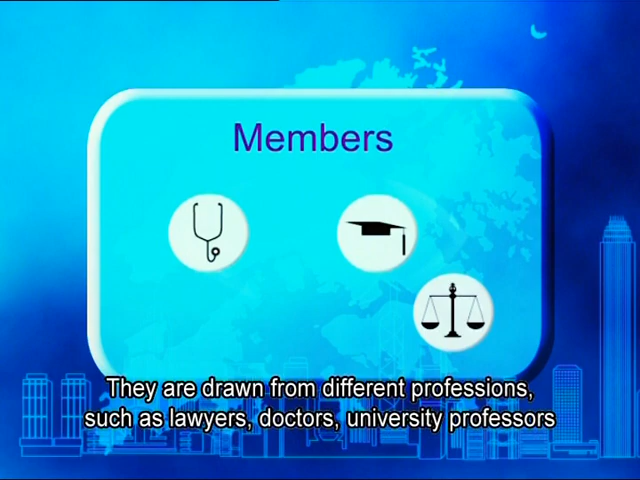 Members
They are drawn from different professions,
such as lawyers, doctors, university professors